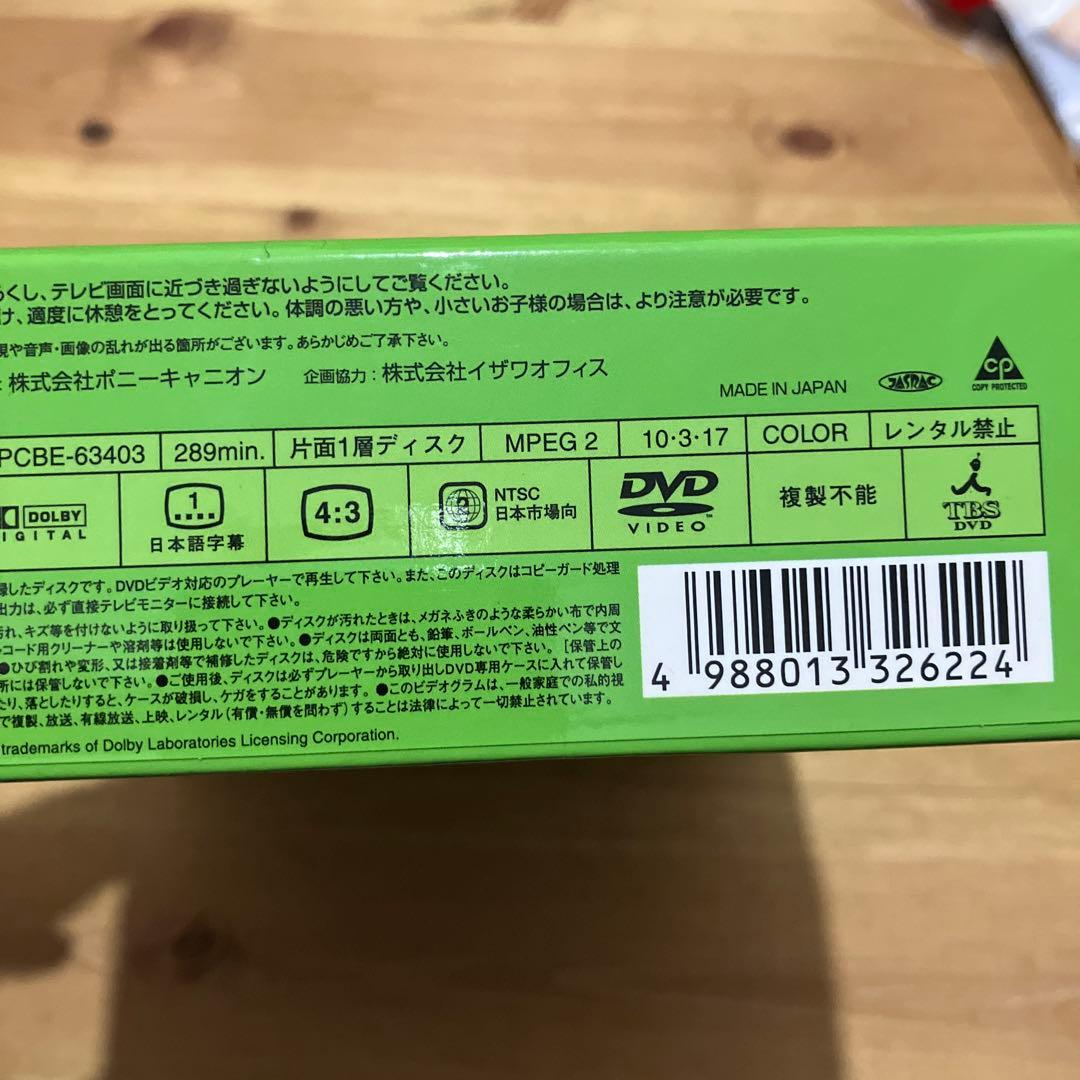 くし、テレビ画面に近づき過ぎないようにしてご覧ください。
け、適度に休憩をとってください。体調の悪い方や、小さいお子様の場合は、より注意が必要です。
現や音声・画像の乱れが出る箇所がございます。あらかじめご了承下さい。
：株式会社ポニーキャニオン 企画協力：株式会社イザワオフィス
MADE IN JAPAN JASRAC CP COPY PROTECTED
PCBE-63403 289min. 片面1層ディスク MPEG 2 10・3・17 COLOR レンタル禁止
DOLBY DIGITAL 1 日本語字幕 4:3 2 NTSC 日本市場向 DVD VIDEO 複製不能 TBS DVD
録したディスクです。DVDビデオ対応のプレーヤーで再生して下さい。また、このディスクはコピーガード処理
出力は、必ず直接テレビモニターに接続して下さい。
汚れ、キズ等を付けないように取り扱って下さい。●ディスクが汚れたときは、メガネふきのような柔らかい布で内周
コード用クリーナーや溶剤等は使用しないで下さい。●ディスクは両面とも、鉛筆、ボールペン、油性ペン等で文
●ひび割れや変形、又は接着剤等で補修したディスクは、危険ですから絶対に使用しないで下さい。［保管上の
所には保管しないで下さい。●ご使用後、ディスクは必ずプレーヤーから取り出しDVD専用ケースに入れて保管し
たり、落としたりすると、ケースが破損し、ケガをすることがあります。●このビデオグラムは、一般家庭での私的視
で複製、放送、有線放送、上映、レンタル（有償・無償を問わず）することは法律によって一切禁止されています。
trademarks of Dolby Laboratories Licensing Corporation.
4 988013 326224